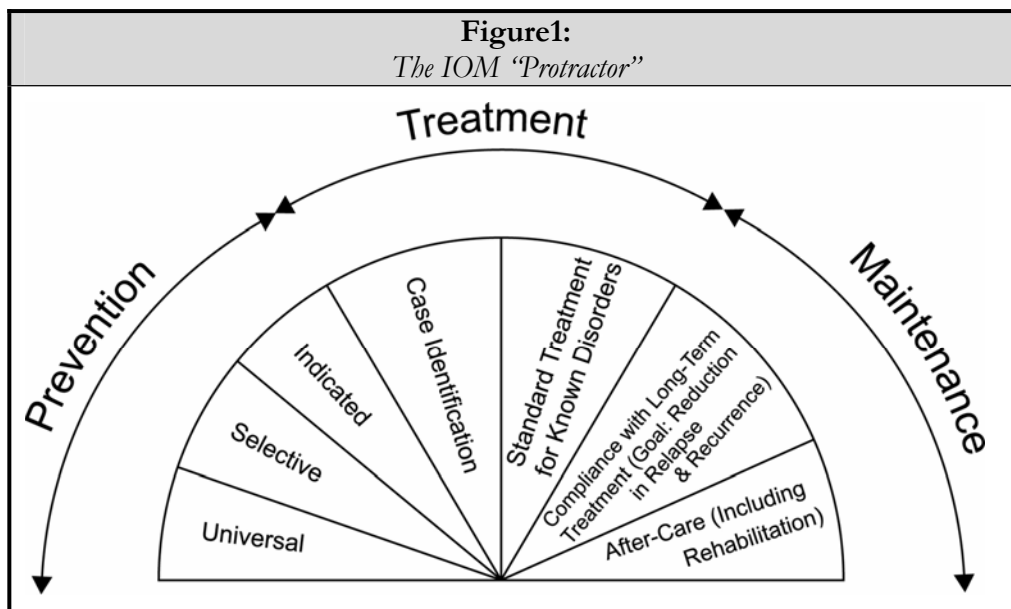 Figure1:
The IOM “Protractor”
Treatment
Prevention
Maintenance
Universal
Selective
Indicated
Case Identification
Standard Treatment
for Known Disorders
Compliance with Long-Term
Treatment (Goal: Reduction
in Relapse
& Recurrence)
After-Care (Including
Rehabilitation)